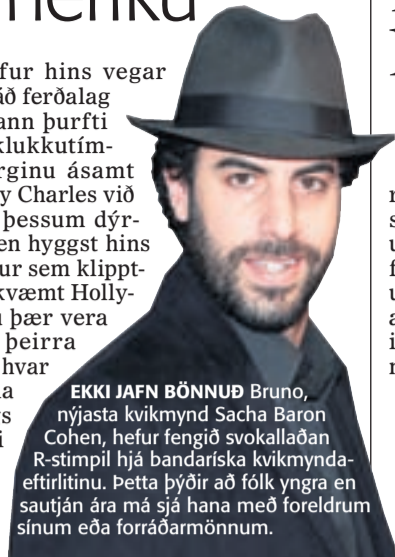 fur hins vegar
ferðalag
ann þurfti
klukkutím-
rginu ásamt
y Charles við
þessum dýr-
en hyggst hins
ur sem klippt-
kvæmt Holly-
þær vera
þeirra
hvar
EKKI JAFN BÖNNUÐ Bruno,
nýjasta kvikmynd Sacha Baron
Cohen, hefur fengið svokallaðan
R-stimpil hjá bandaríska kvikmynda-
eftirlitinu. Þetta þýðir að fólk yngra en
sautján ára má sjá hana með foreldrum
sínum eða forráðarmönnum.